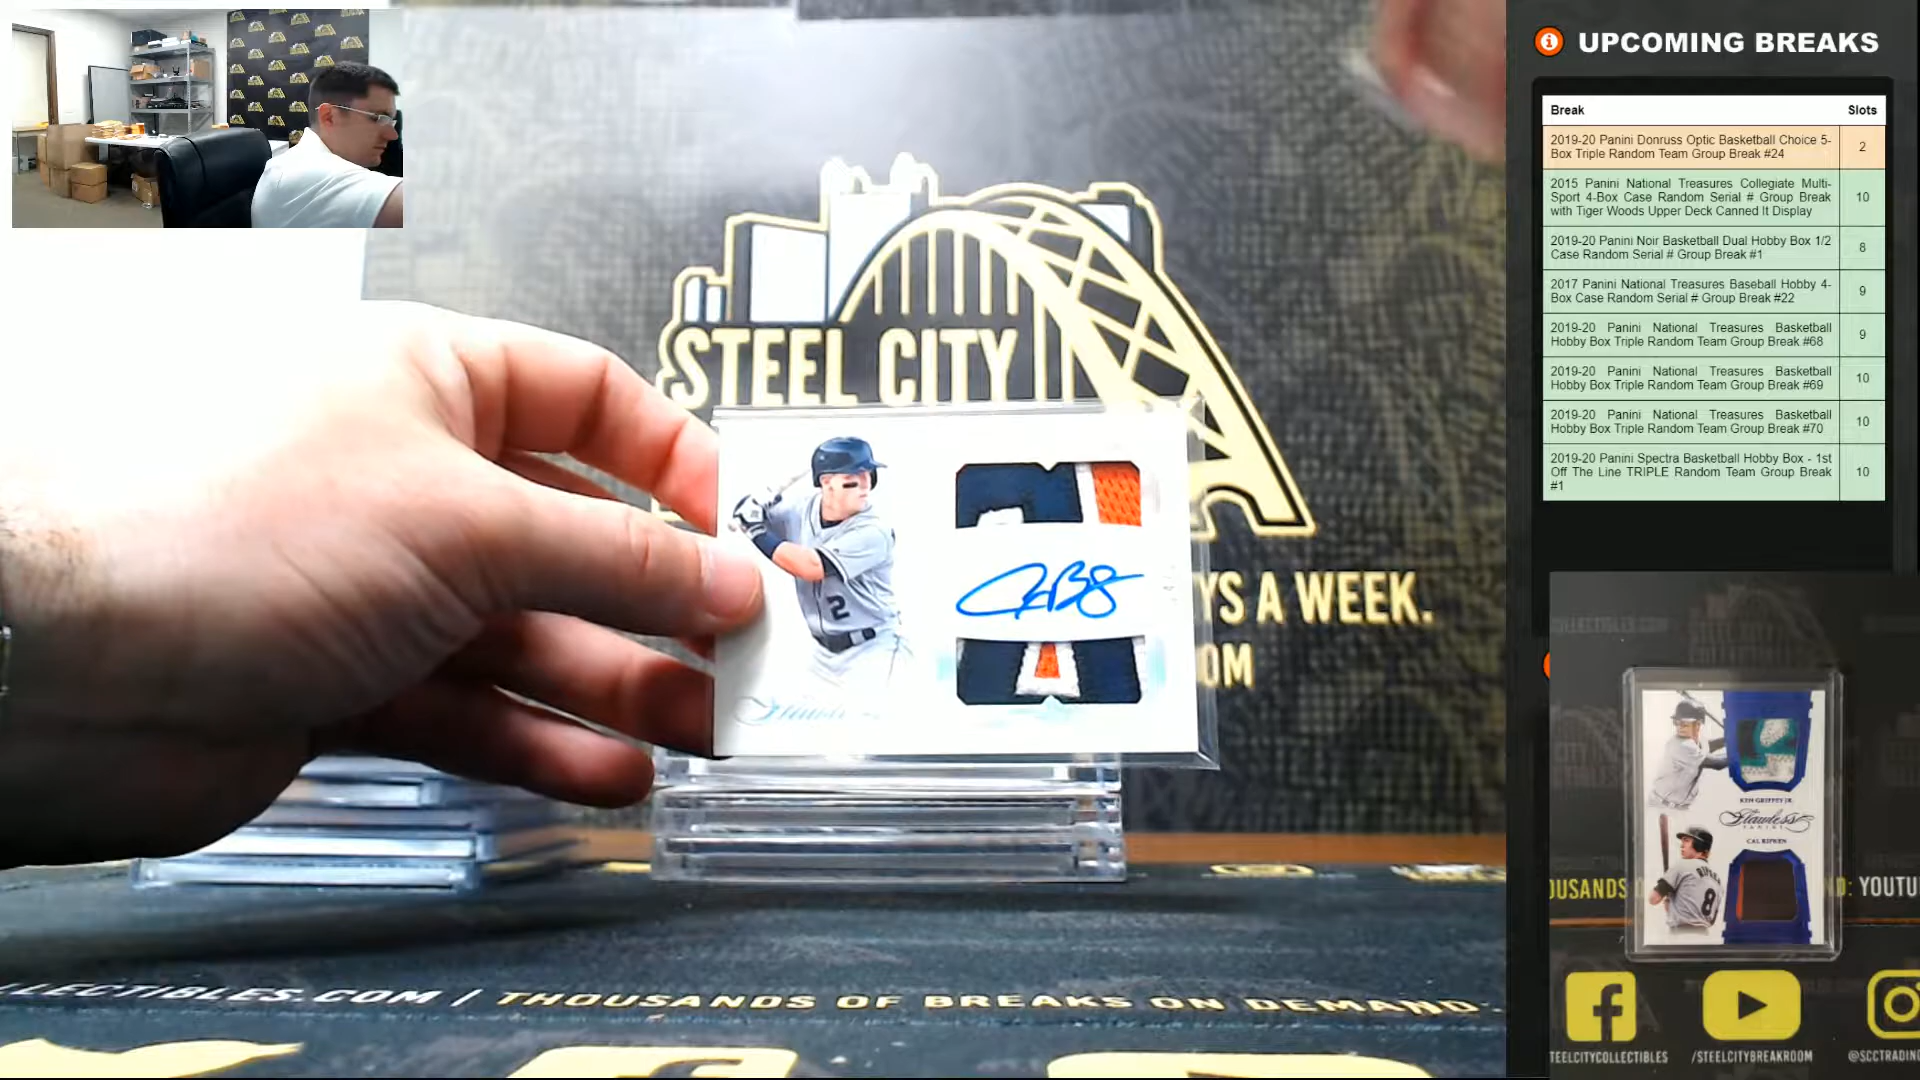 UPCOMING BREAKS
Break Slots
2019-20 Panini Donruss Optic Basketball Choice 5-
Box Triple Random Team Group Break #24 2
2015 Panini National Treasures Collegiate Multi-
Sport 4-Box Case Random Serial # Group Break 10
with Tiger Woods Upper Deck Canned It Display
2019-20 Panini Noir Basketball Dual Hobby Box 1/2
Case Random Serial # Group Break #1 8
2017 Panini National Treasures Baseball Hobby 4-
Box Case Random Serial # Group Break #22 9
2019-20 Panini National Treasures Basketball
Hobby Box Triple Random Team Group Break #68 9
2019-20 Panini National Treasures Basketball
Hobby Box Triple Random Team Group Break #69 10
2019-20 Panini National Treasures Basketball
Hobby Box Triple Random Team Group Break #70 10
2019-20 Panini Spectra Basketball Hobby Box - 1st
Off The Line TRIPLE Random Team Group Break 10
#1
STEEL CITY
YS A WEEK.
OM
2
Flawless
KEN GRIFFEY JR
Flawless
PANINI
CAL RIPKEN
RIPKEN
8
OUSANDS
D: YOUTU
LLECTIBLES.COM / THOUSANDS OF BREAKS ON DEMAND
TEELCITYCOLLECTIBLES
/STEELCITYBREAKROOM
@SCCTRADIN